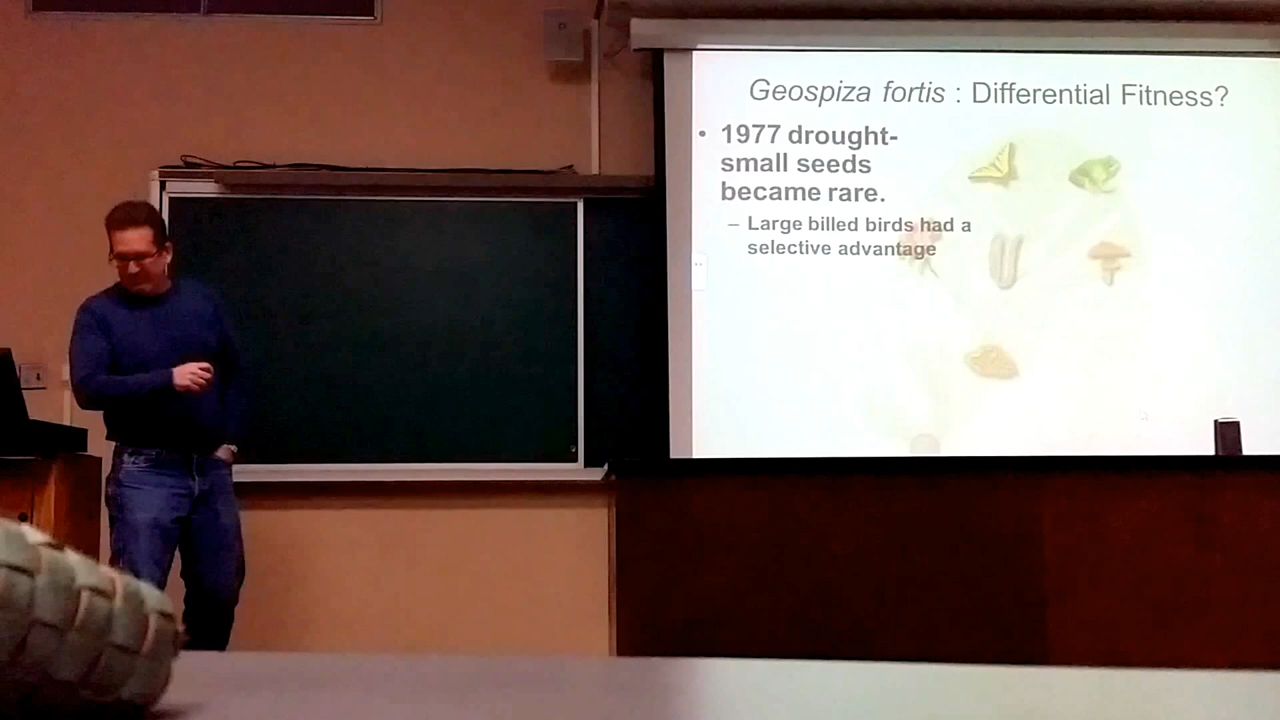 Geospiza fortis : Differential Fitness?
• 1977 drought-
small seeds
became rare.
– Large billed birds had a
selective advantage